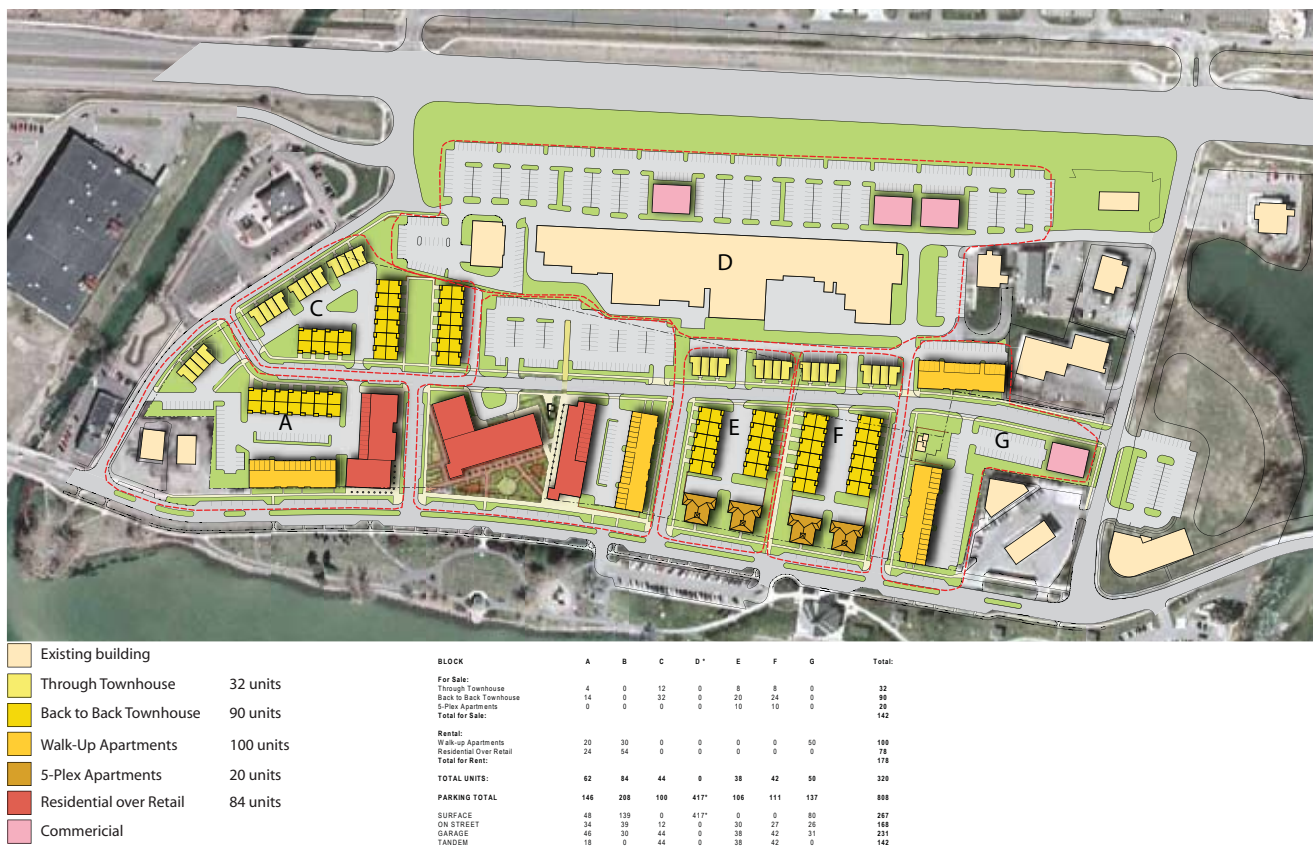 D
C
B
A
E
F
G
Existing building
Through Townhouse 32 units
Back to Back Townhouse 90 units
Walk-Up Apartments 100 units
5-Plex Apartments 20 units
Residential over Retail 84 units
Commericial
BLOCK A B C D * E F G Total:
For Sale:
Through Townhouse 4 0 12 0 8 8 0 32
Back to Back Townhouse 14 0 32 0 20 24 0 90
5-Plex Apartments 0 0 0 0 10 10 0 20
Total for Sale: 142
Rental:
Walk-up Apartments 20 30 0 0 0 0 50 100
Residential Over Retail 24 54 0 0 0 0 0 78
Total for Rent: 178
TOTAL UNITS: 62 84 44 0 38 42 50 320
PARKING TOTAL 146 208 100 417* 106 111 137 808
SURFACE 48 139 0 417* 0 0 80 267
ON STREET 34 39 12 0 30 27 26 168
GARAGE 46 30 44 0 38 42 31 231
TANDEM 18 0 44 0 38 42 0 142